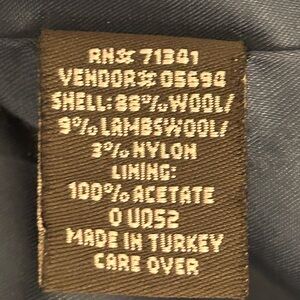 RN# 71341
VENDOR# 05694
SHELL: 88% WOOL/
9% LAMBSWOOL/
3% NYLON
LINING:
100% ACETATE
0 UQ52
MADE IN TURKEY
CARE OVER